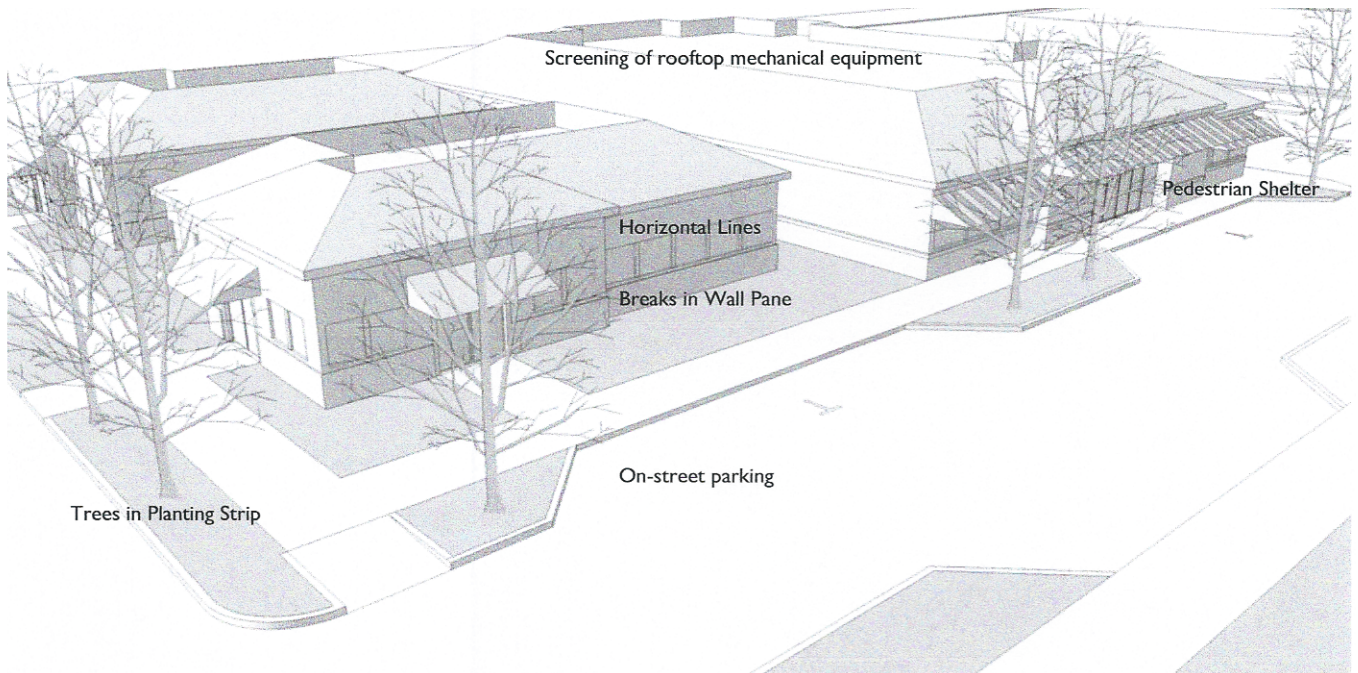 Screening of rooftop mechanical equipment
Pedestrian Shelter
Horizontal Lines
Breaks in Wall Pane
On-street parking
Trees in Planting Strip